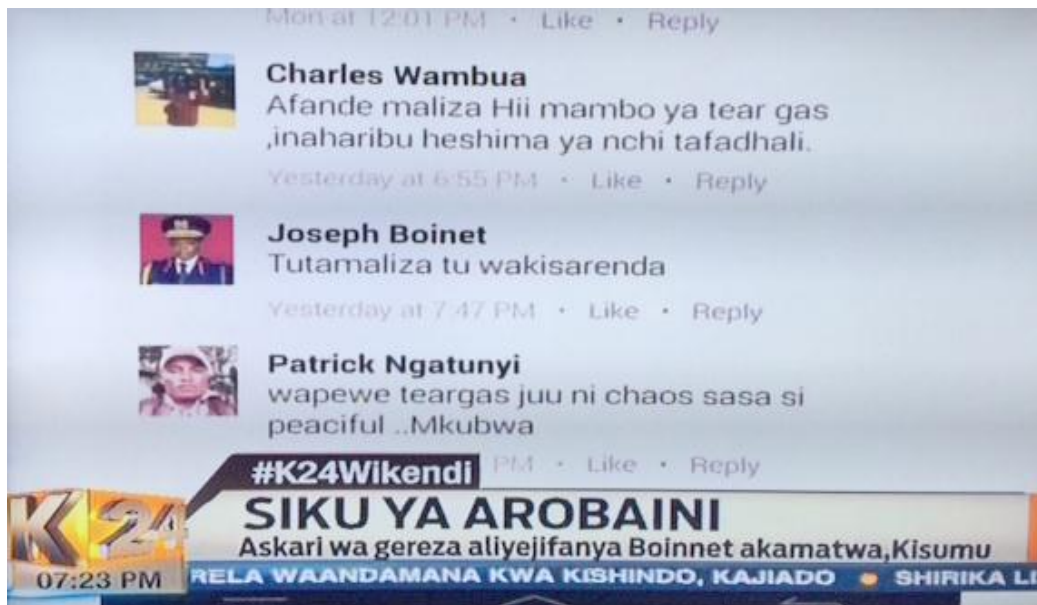 Mon at 12:01 PM · Like · Reply
Charles Wambua
Afande maliza Hii mambo ya tear gas
,inaharibu heshima ya nchi tafadhali.
Yesterday at 6:55 PM · Like · Reply
Joseph Boinet
Tutamaliza tu wakisarenda
Yesterday at 7:47 PM · Like · Reply
Patrick Ngatunyi
wapewe teargas juu ni chaos sasa si
peaciful ..Mkubwa
PM · Like · Reply
#K24Wikendi
K24
SIKU YA AROBAINI
Askari wa gereza aliyejifanya Boinnet akamatwa,Kisumu
07:23 PM
RELA WAANDAMANA KWA KISHINDO, KAJIADO • SHIRIKA